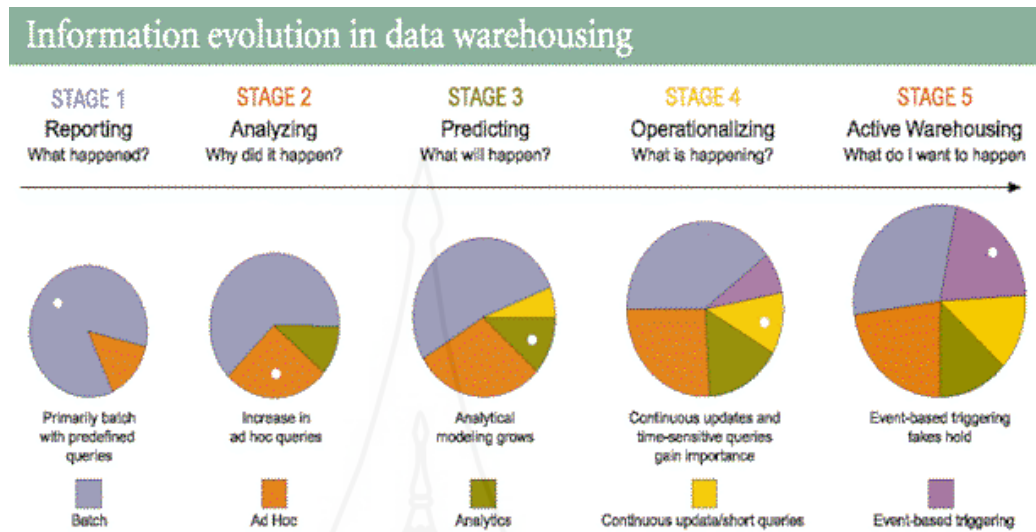 Information evolution in data warehousing
STAGE 1
Reporting
What happened?
STAGE 2
Analyzing
Why did it happen?
STAGE 3
Predicting
What will happen?
STAGE 4
Operationalizing
What is happening?
STAGE 5
Active Warehousing
What do I want to happen
Primarily batch
with predefined
queries
Increase in
ad hoc queries
Analytical
modeling grows
Continuous updates and
time-sensitive queries
gain importance
Event-based triggering
takes hold
Batch
Ad Hoc
Analytics
Continuous update/short queries
Event-based triggering